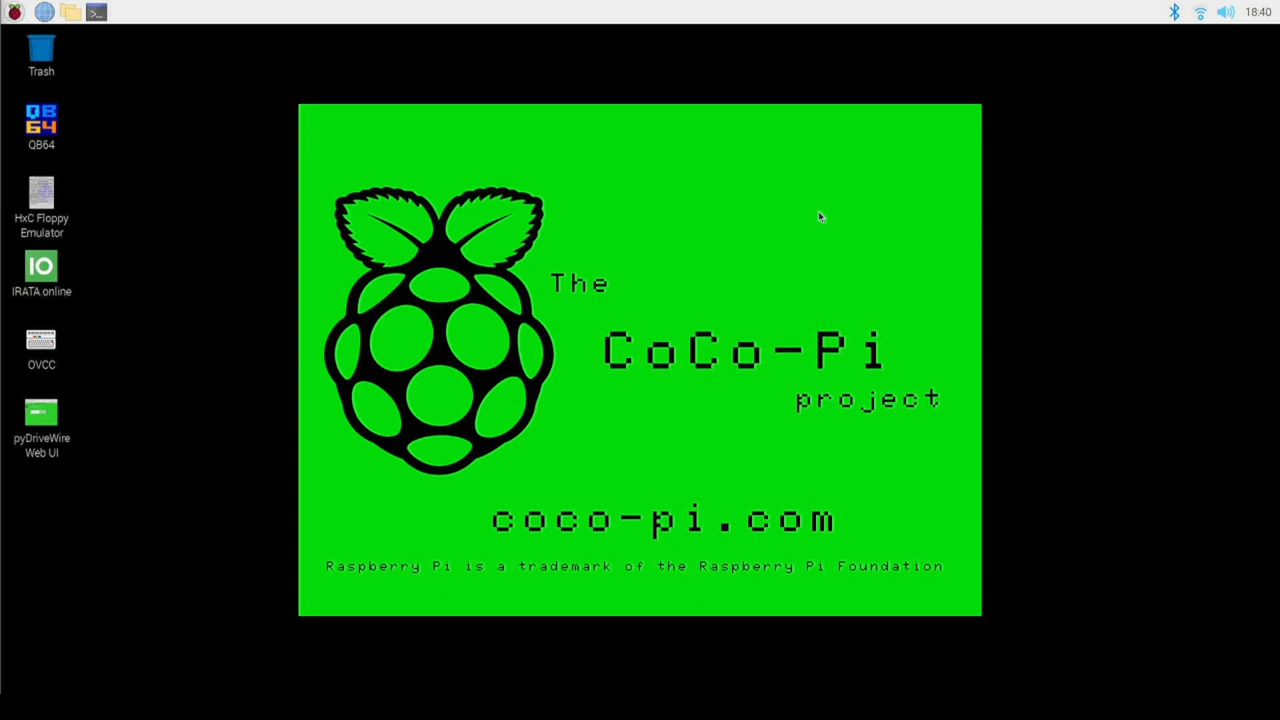 18:40
Trash
QB
64
QB64
HxC Floppy
Emulator
IO
IRATA.online
OVCC
pyDriveWire
Web UI
The
CoCo-Pi
project
coco-pi.com
Raspberry Pi is a trademark of the Raspberry Pi Foundation